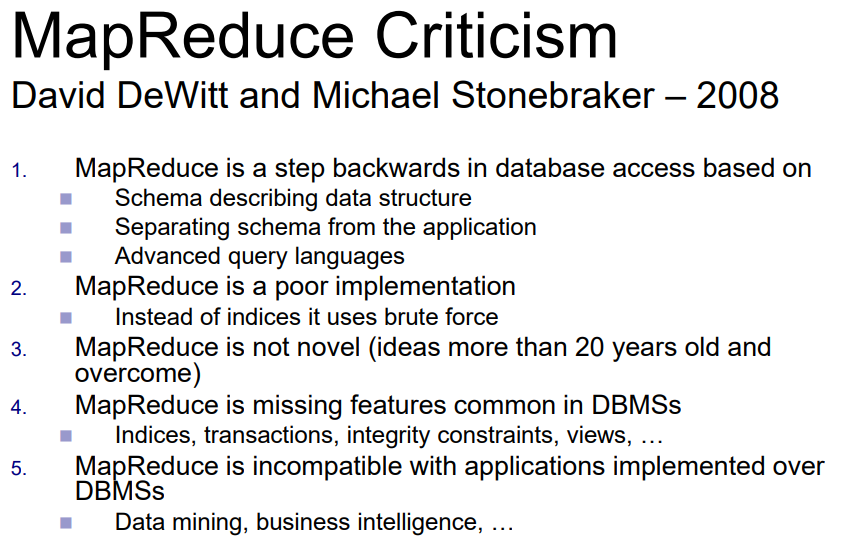 MapReduce Criticism
David DeWitt and Michael Stonebraker – 2008
1. MapReduce is a step backwards in database access based on
■ Schema describing data structure
■ Separating schema from the application
■ Advanced query languages
2. MapReduce is a poor implementation
■ Instead of indices it uses brute force
3. MapReduce is not novel (ideas more than 20 years old and
overcome)
4. MapReduce is missing features common in DBMSs
■ Indices, transactions, integrity constraints, views, …
5. MapReduce is incompatible with applications implemented over
DBMSs
■ Data mining, business intelligence, …